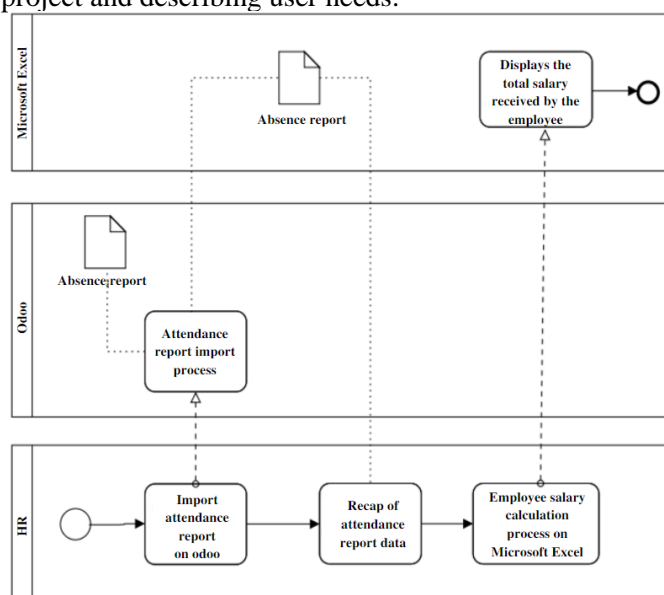 project and describing user needs.
Microsoft Excel
Absence report
Displays the
total salary
received by the
employee
Odoo
Absence report
Attendance
report import
process
HR
Import
attendance
report
on odoo
Recap of
attendance
report data
Employee salary
calculation
process on
Microsoft Excel